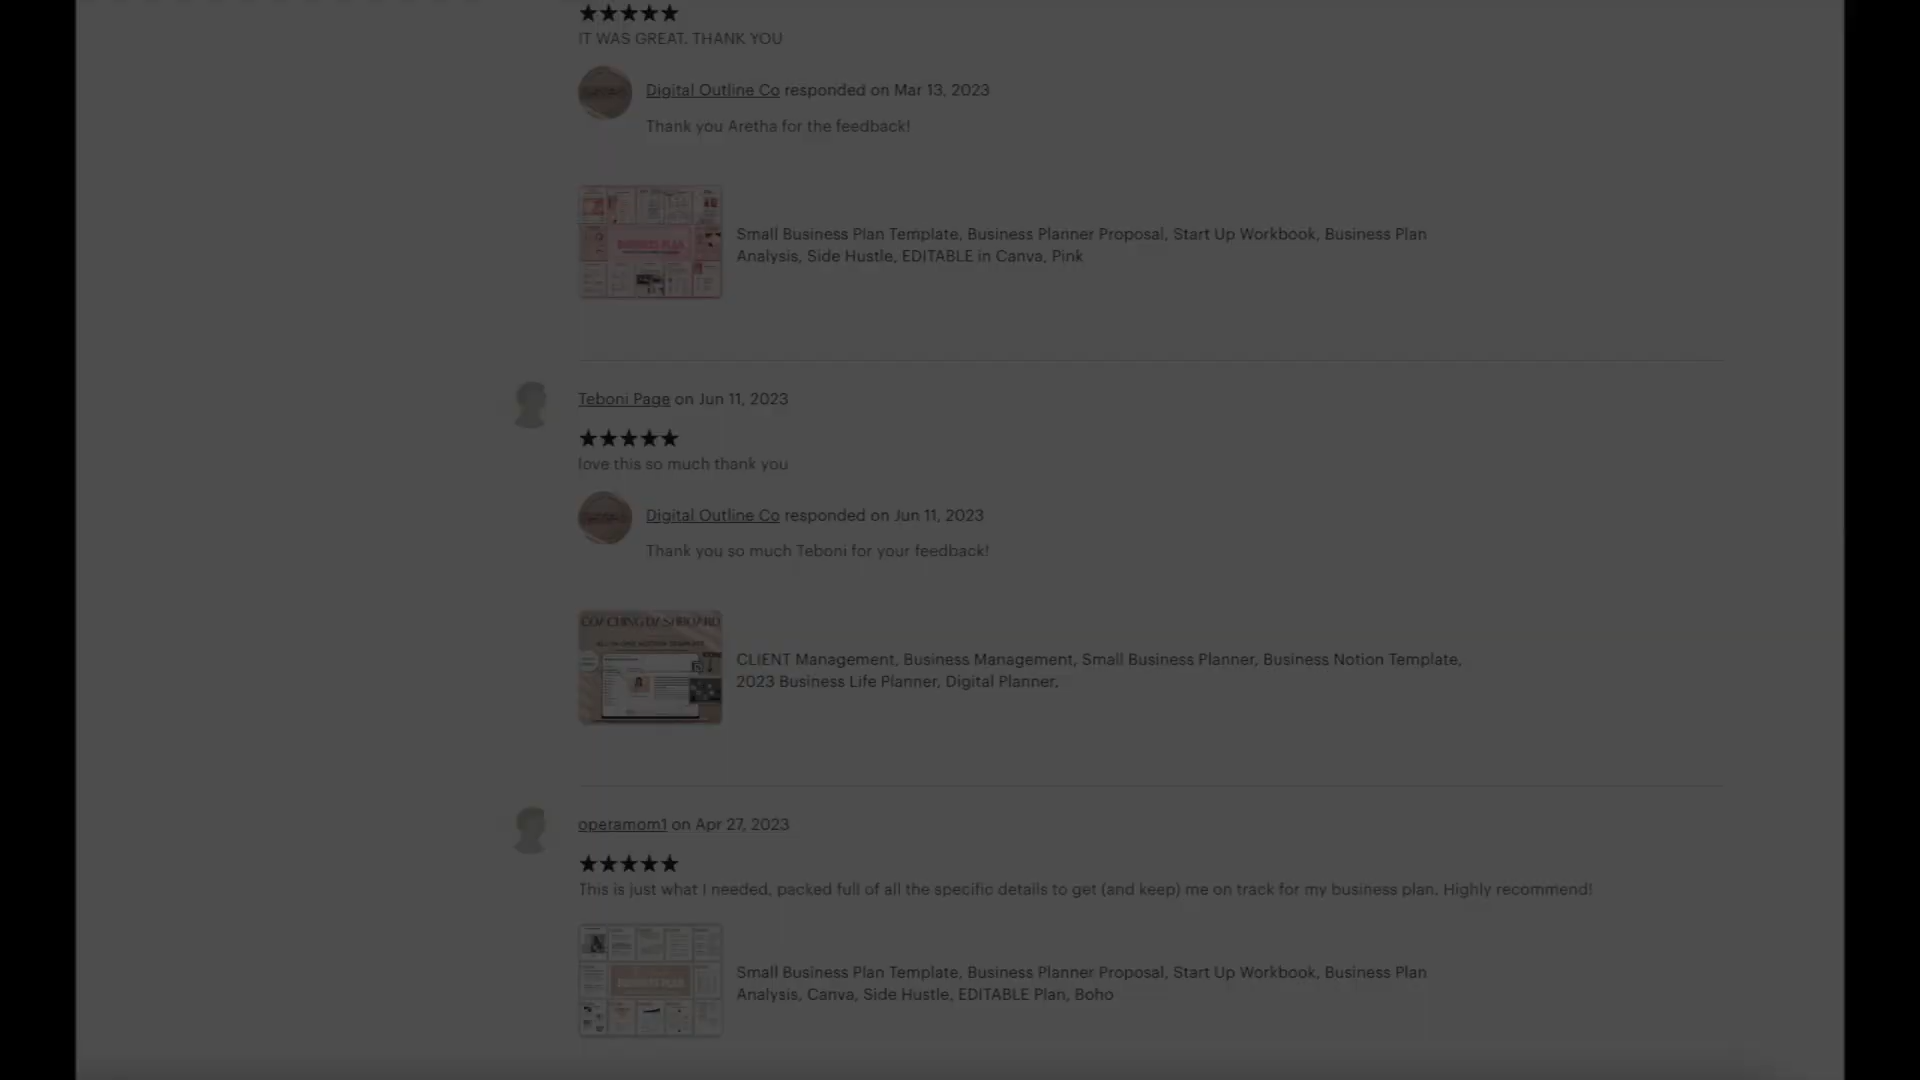 ★★★★★
IT WAS GREAT. THANK YOU
Digital Outline Co responded on Mar 13, 2023
Thank you Aretha for the feedback!
Small Business Plan Template, Business Planner Proposal, Start Up Workbook, Business Plan
Analysis, Side Hustle, EDITABLE in Canva, Pink
Teboni Page on Jun 11, 2023
★★★★★
love this so much thank you
Digital Outline Co responded on Jun 11, 2023
Thank you so much Teboni for your feedback!
COACHING DASHBOARD
ALL-IN-ONE NOTION TEMPLATE
CLIENT Management, Business Management, Small Business Planner, Business Notion Template,
2023 Business Life Planner, Digital Planner,
operamom1 on Apr 27, 2023
★★★★★
This is just what I needed, packed full of all the specific details to get (and keep) me on track for my business plan. Highly recommend!
BUSINESS PLAN
Small Business Plan Template, Business Planner Proposal, Start Up Workbook, Business Plan
Analysis, Canva, Side Hustle, EDITABLE Plan, Boho